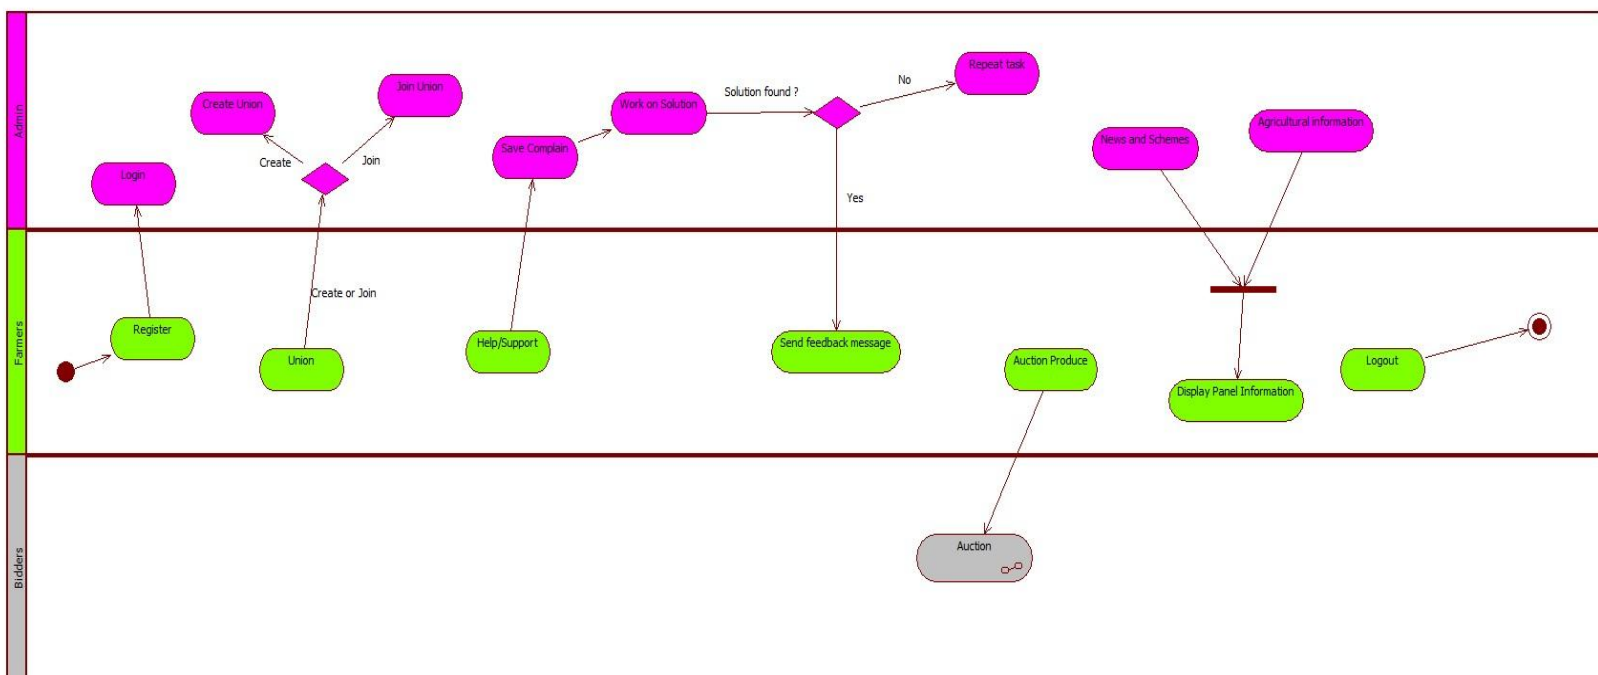 Admin
Repeat task
No
Join Union
Solution found ?
Create Union
Work on Solution
Agricultural information
News and Schemes
Save Complain
Create
Join
Login
Yes
Farmers
Create or Join
Register
Help/Support
Send feedback message
Union
Auction Produce
Logout
Display Panel Information
Bidders
Auction